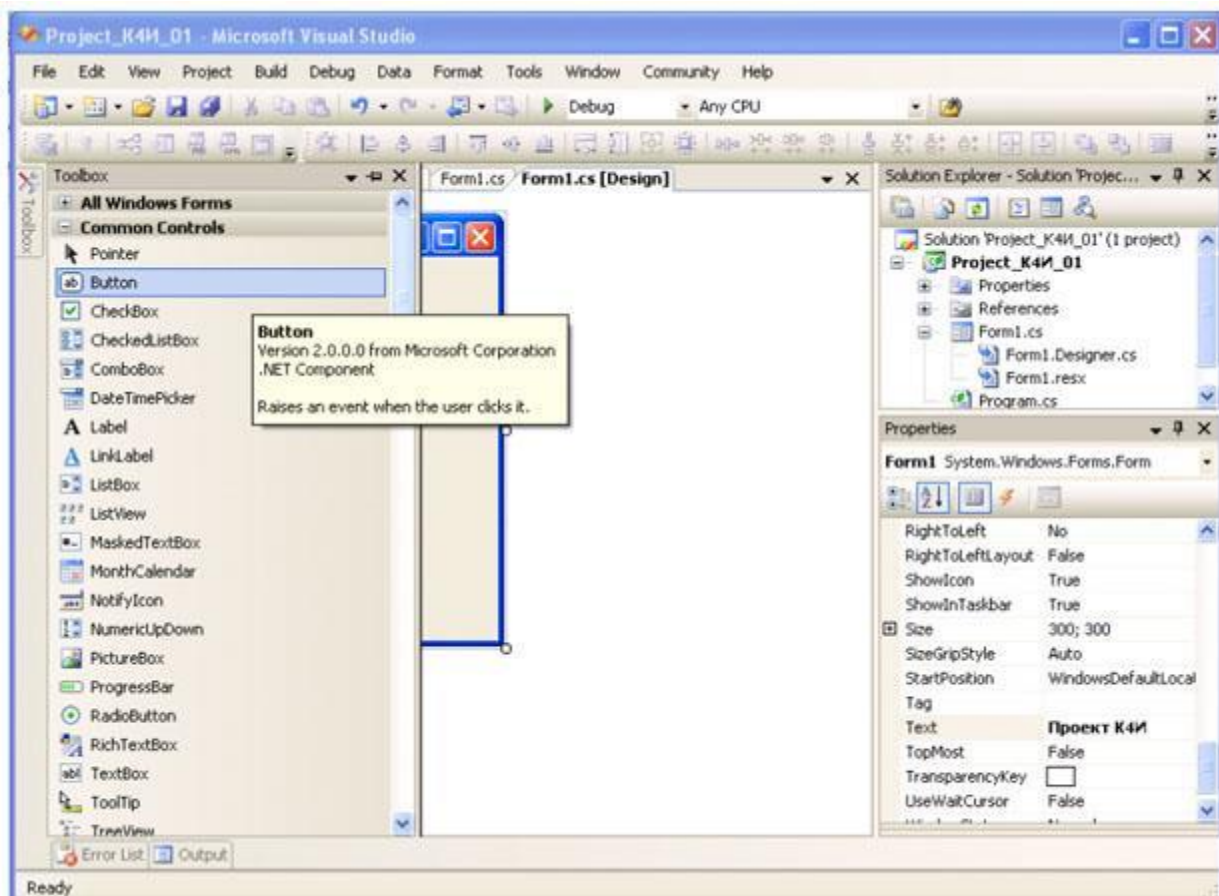 Project_К4И_01 - Microsoft Visual Studio
File Edit View Project Build Debug Data Format Tools Window Community Help
Debug Any CPU
Toolbox
Toolbox
All Windows Forms
Common Controls
Pointer
Button
CheckBox
CheckedListBox
ComboBox
DateTimePicker
Label
LinkLabel
ListBox
ListView
MaskedTextBox
MonthCalendar
NotifyIcon
NumericUpDown
PictureBox
ProgressBar
RadioButton
RichTextBox
TextBox
ToolTip
TreeView
Button
Version 2.0.0.0 from Microsoft Corporation
.NET Component
Raises an event when the user clicks it.
Form1.cs Form1.cs [Design]
Solution Explorer - Solution 'Projec...
Solution 'Project_К4И_01' (1 project)
Project_К4И_01
Properties
References
Form1.cs
Form1.Designer.cs
Form1.resx
Program.cs
Properties
Form1 System.Windows.Forms.Form
RightToLeft No
RightToLeftLayout False
ShowIcon True
ShowInTaskbar True
Size 300; 300
SizeGripStyle Auto
StartPosition WindowsDefaultLocat
Tag
Text Проект К4И
TopMost False
TransparencyKey
UseWaitCursor False
Error List Output
Ready